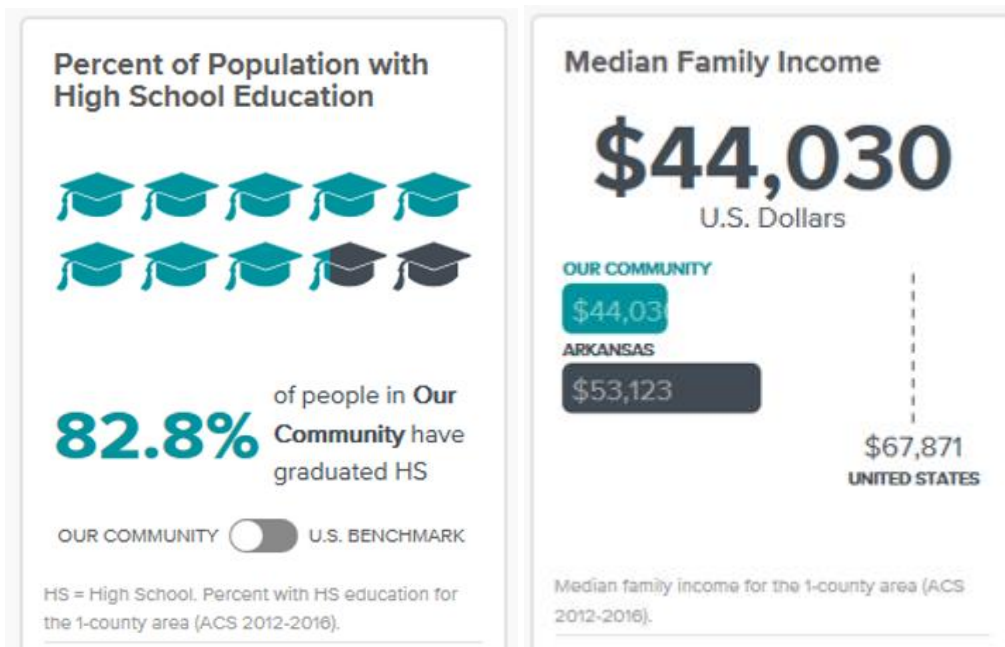 Percent of Population with
High School Education
82.8%
of people in Our
Community have
graduated HS
OUR COMMUNITY
U.S. BENCHMARK
HS = High School. Percent with HS education for
the 1-county area (ACS 2012-2016).
Median Family Income
$44,030
U.S. Dollars
OUR COMMUNITY
$44,030
ARKANSAS
$53,123
$67,871
UNITED STATES
Median family income for the 1-county area (ACS
2012-2016).